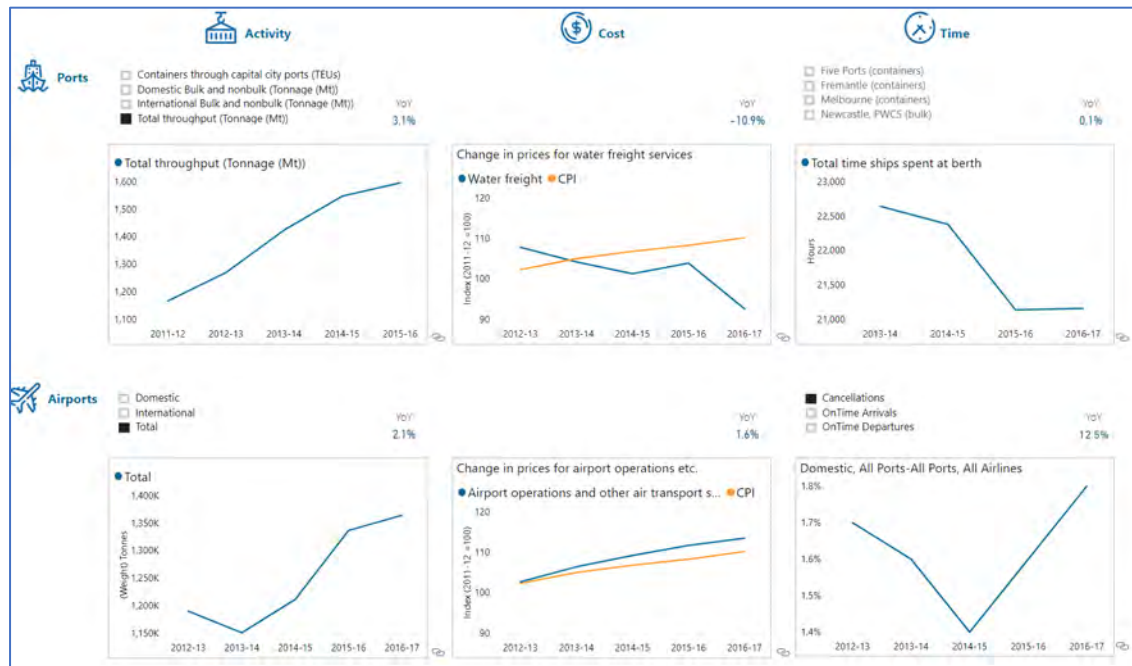 Activity
Cost
Time
Ports
Containers through capital city ports (TEUs)
Domestic Bulk and nonbulk (Tonnage (Mt))
International Bulk and nonbulk (Tonnage (Mt))
Total throughput (Tonnage (Mt))
YoY
3.1%
YoY
-10.9%
Five Ports (containers)
Fremantle (containers)
Melbourne (containers)
Newcastle, PWCS (bulk)
YoY
0.1%
Total throughput (Tonnage (Mt))
1,600
1,500
1,400
1,300
1,200
1,100
2011-12 2012-13 2013-14 2014-15 2015-16
Change in prices for water freight services
Water freight CPI
Index (2011-12 =100)
120
110
100
90
2012-13 2013-14 2014-15 2015-16 2016-17
Total time ships spent at berth
Hours
23,000
22,500
22,000
21,500
21,000
2013-14 2014-15 2015-16 2016-17
Airports
Domestic
International
Total
YoY
2.1%
YoY
1.6%
Cancellations
OnTime Arrivals
OnTime Departures
YoY
12.5%
Total
(Weight) Tonnes
1,400K
1,350K
1,300K
1,250K
1,200K
1,150K
2012-13 2013-14 2014-15 2015-16 2016-17
Change in prices for airport operations etc.
Airport operations and other air transport s... CPI
Index (2011-12 =100)
120
110
100
90
2012-13 2013-14 2014-15 2015-16 2016-17
Domestic, All Ports-All Ports, All Airlines
1.8%
1.7%
1.6%
1.5%
1.4%
2012-13 2013-14 2014-15 2015-16 2016-17